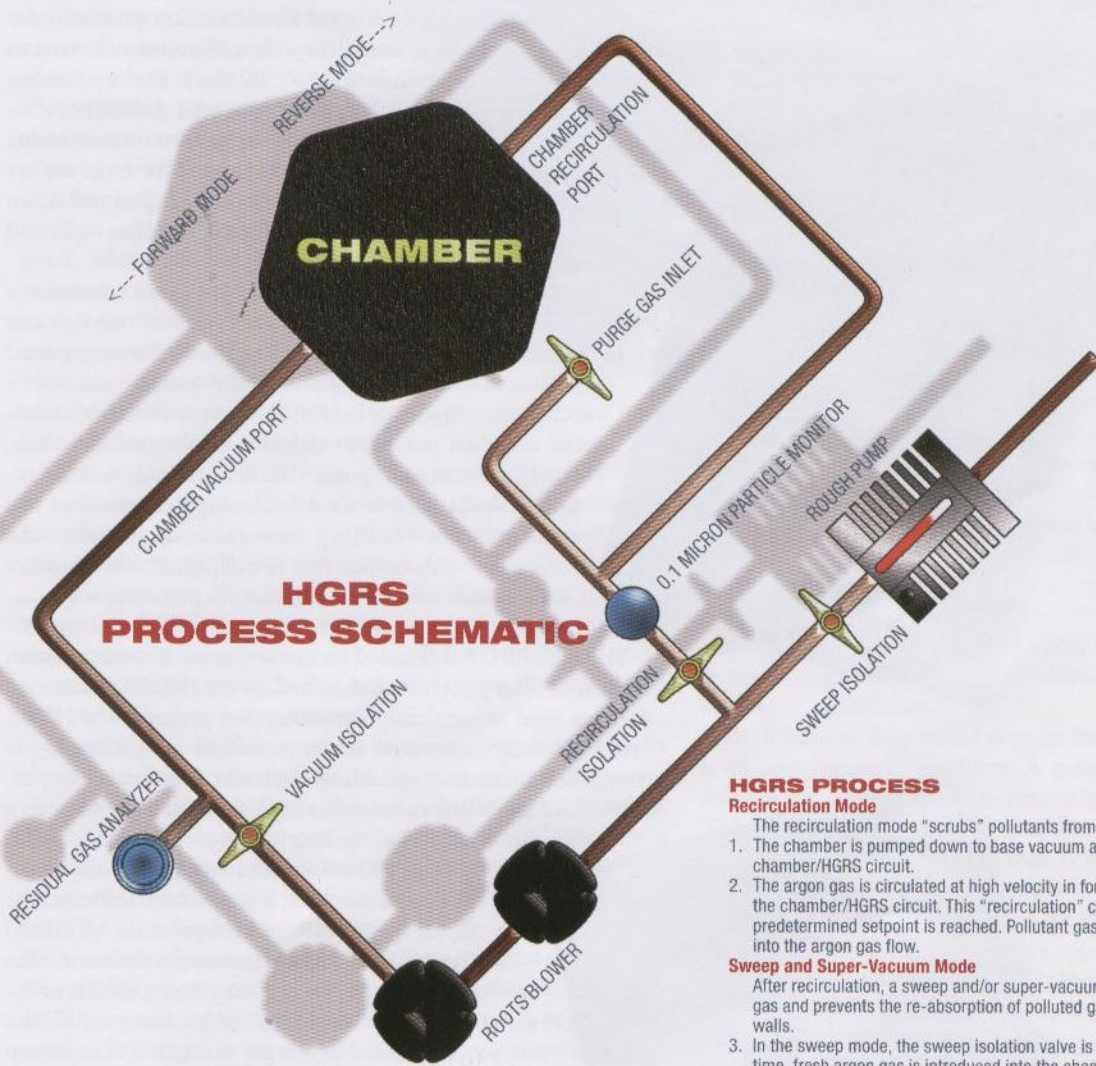 FORWARD MODE
REVERSE MODE
CHAMBER
CHAMBER
RECIRCULATION
PORT
PURGE GAS INLET
CHAMBER VACUUM PORT
0.1 MICRON PARTICLE MONITOR
ROUGH PUMP
HGRS
PROCESS SCHEMATIC
VACUUM ISOLATION
RECIRCULATION
ISOLATION
SWEEP ISOLATION
RESIDUAL GAS ANALYZER
ROOTS BLOWER
HGRS PROCESS
Recirculation Mode
The recirculation mode “scrubs” pollutants from
1. The chamber is pumped down to base vacuum a
chamber/HGRS circuit.
2. The argon gas is circulated at high velocity in for
the chamber/HGRS circuit. This “recirculation” c
predetermined setpoint is reached. Pollutant gas
into the argon gas flow.
Sweep and Super-Vacuum Mode
After recirculation, a sweep and/or super-vacuum
gas and prevents the re-absorption of polluted g
walls.
3. In the sweep mode, the sweep isolation valve is
time, fresh argon gas is introduced into the cham